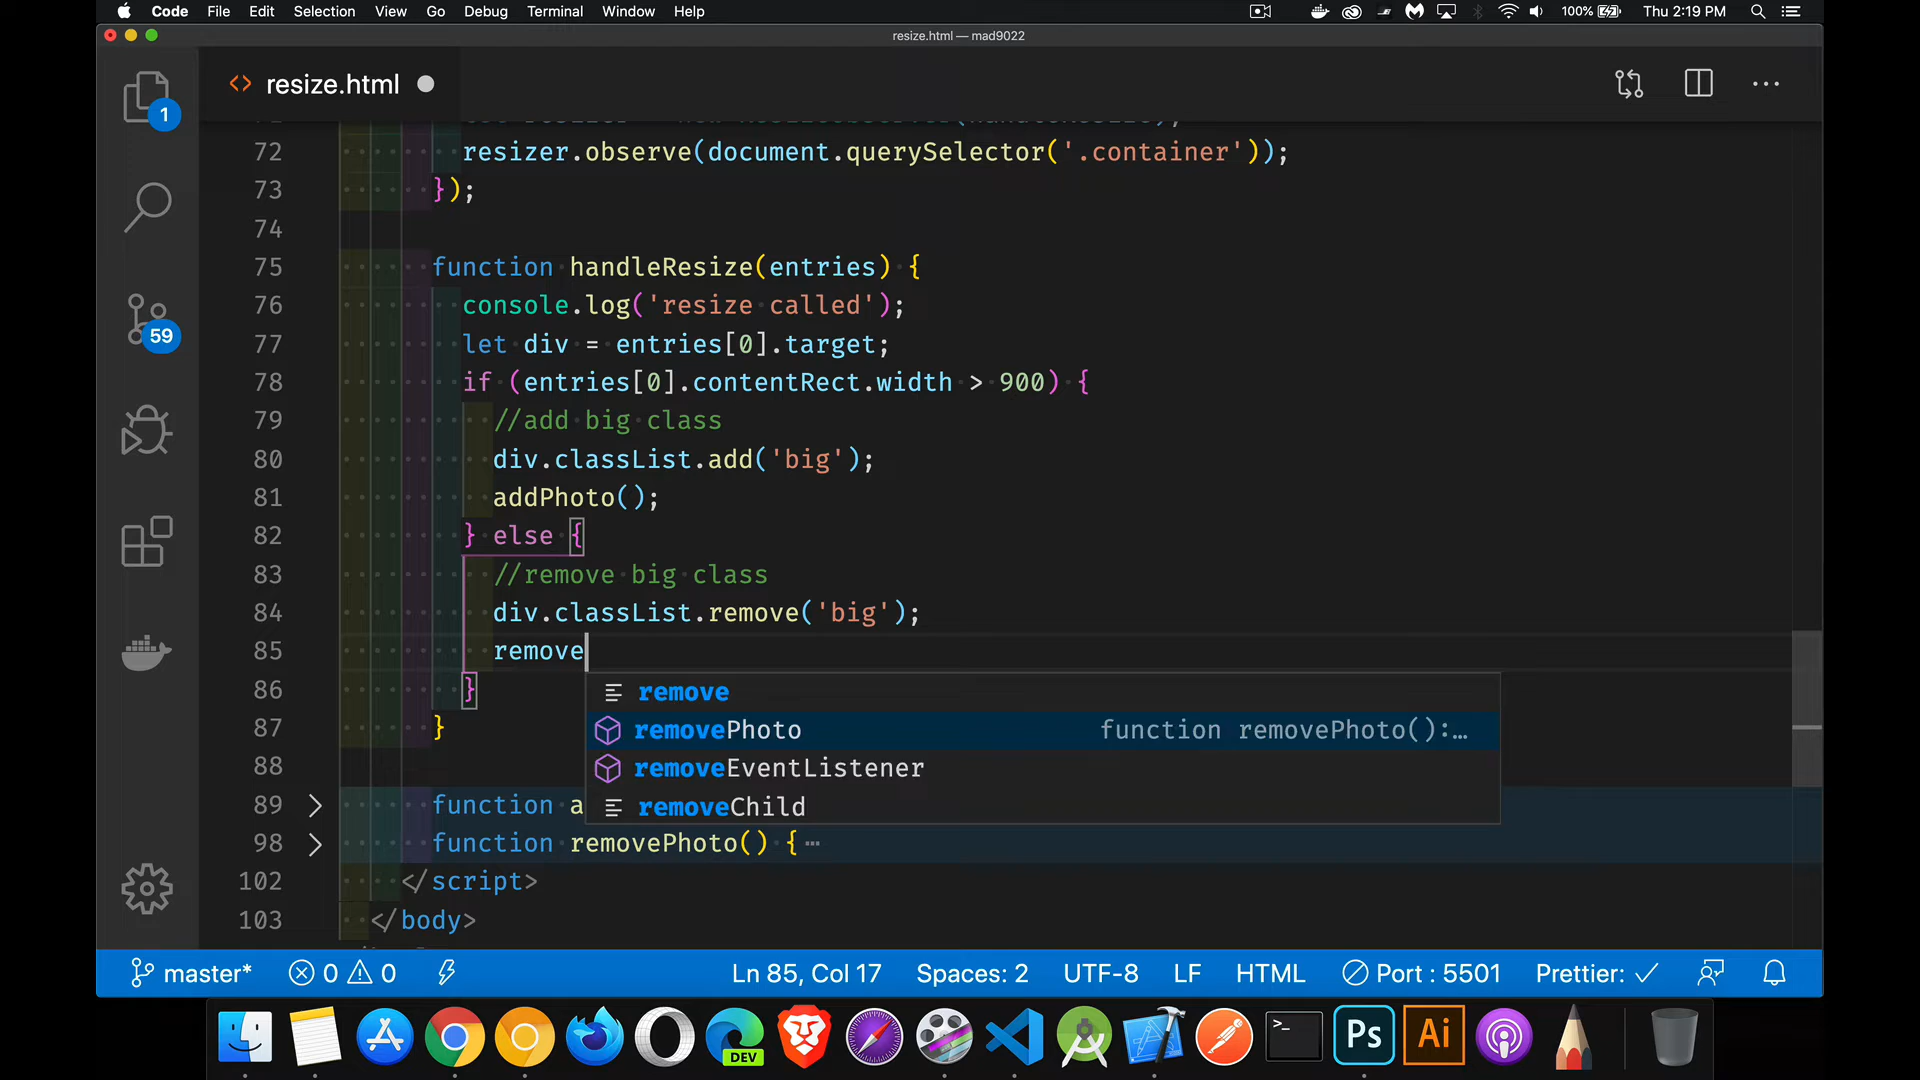 Code File Edit Selection View Go Debug Terminal Window Help 100% Thu 2:19 PM
resize.html — mad9022
1
resize.html
72 resizer.observe(document.querySelector('.container'));
73 });
74
75 function handleResize(entries) {
76 console.log('resize called');
77 let div = entries[0].target;
78 if (entries[0].contentRect.width > 900) {
79 //add big class
80 div.classList.add('big');
81 addPhoto();
82 } else {
83 //remove big class
84 div.classList.remove('big');
85 remove
86 }
remove
87 }
removePhoto function removePhoto():…
88
removeEventListener
89 function a
removeChild
98 function removePhoto() {…
102 </script>
103 </body>
59
master* 0 0 Ln 85, Col 17 Spaces: 2 UTF-8 LF HTML Port : 5501 Prettier: ✓
DEV
>_
Ps
Ai